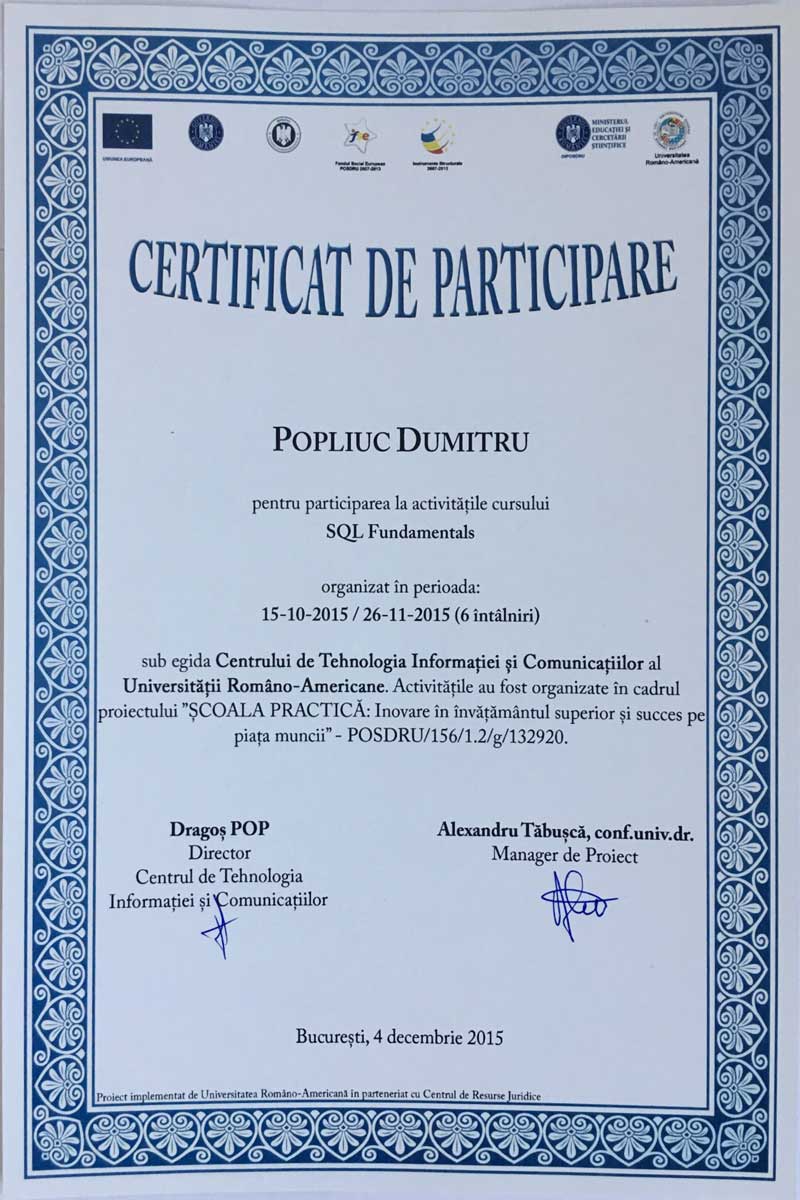 UNIUNEA EUROPEANĂ
Fondul Social European
POSDRU 2007-2013
Instrumente Structurale
2007-2013
OIPOSDRU
MINISTERUL
EDUCAȚIEI ȘI
CERCETĂRII
ȘTIINȚIFICE
Universitatea
Româno-Americană
CERTIFICAT DE PARTICIPARE
POPLIUC DUMITRU
pentru participarea la activitățile cursului
SQL Fundamentals
organizat în perioada:
15-10-2015 / 26-11-2015 (6 întâlniri)
sub egida Centrului de Tehnologia Informației și Comunicațiilor al
Universității Româno-Americane. Activitățile au fost organizate în cadrul
proiectului "ȘCOALA PRACTICĂ: Inovare în învățământul superior și succes pe
piața muncii" - POSDRU/156/1.2/g/132920.
Dragoș POP
Director
Centrul de Tehnologia
Informației și Comunicațiilor
Alexandru Tăbușcă, conf.univ.dr.
Manager de Proiect
București, 4 decembrie 2015
Proiect implementat de Universitatea Româno-Americană în parteneriat cu Centrul de Resurse Juridice